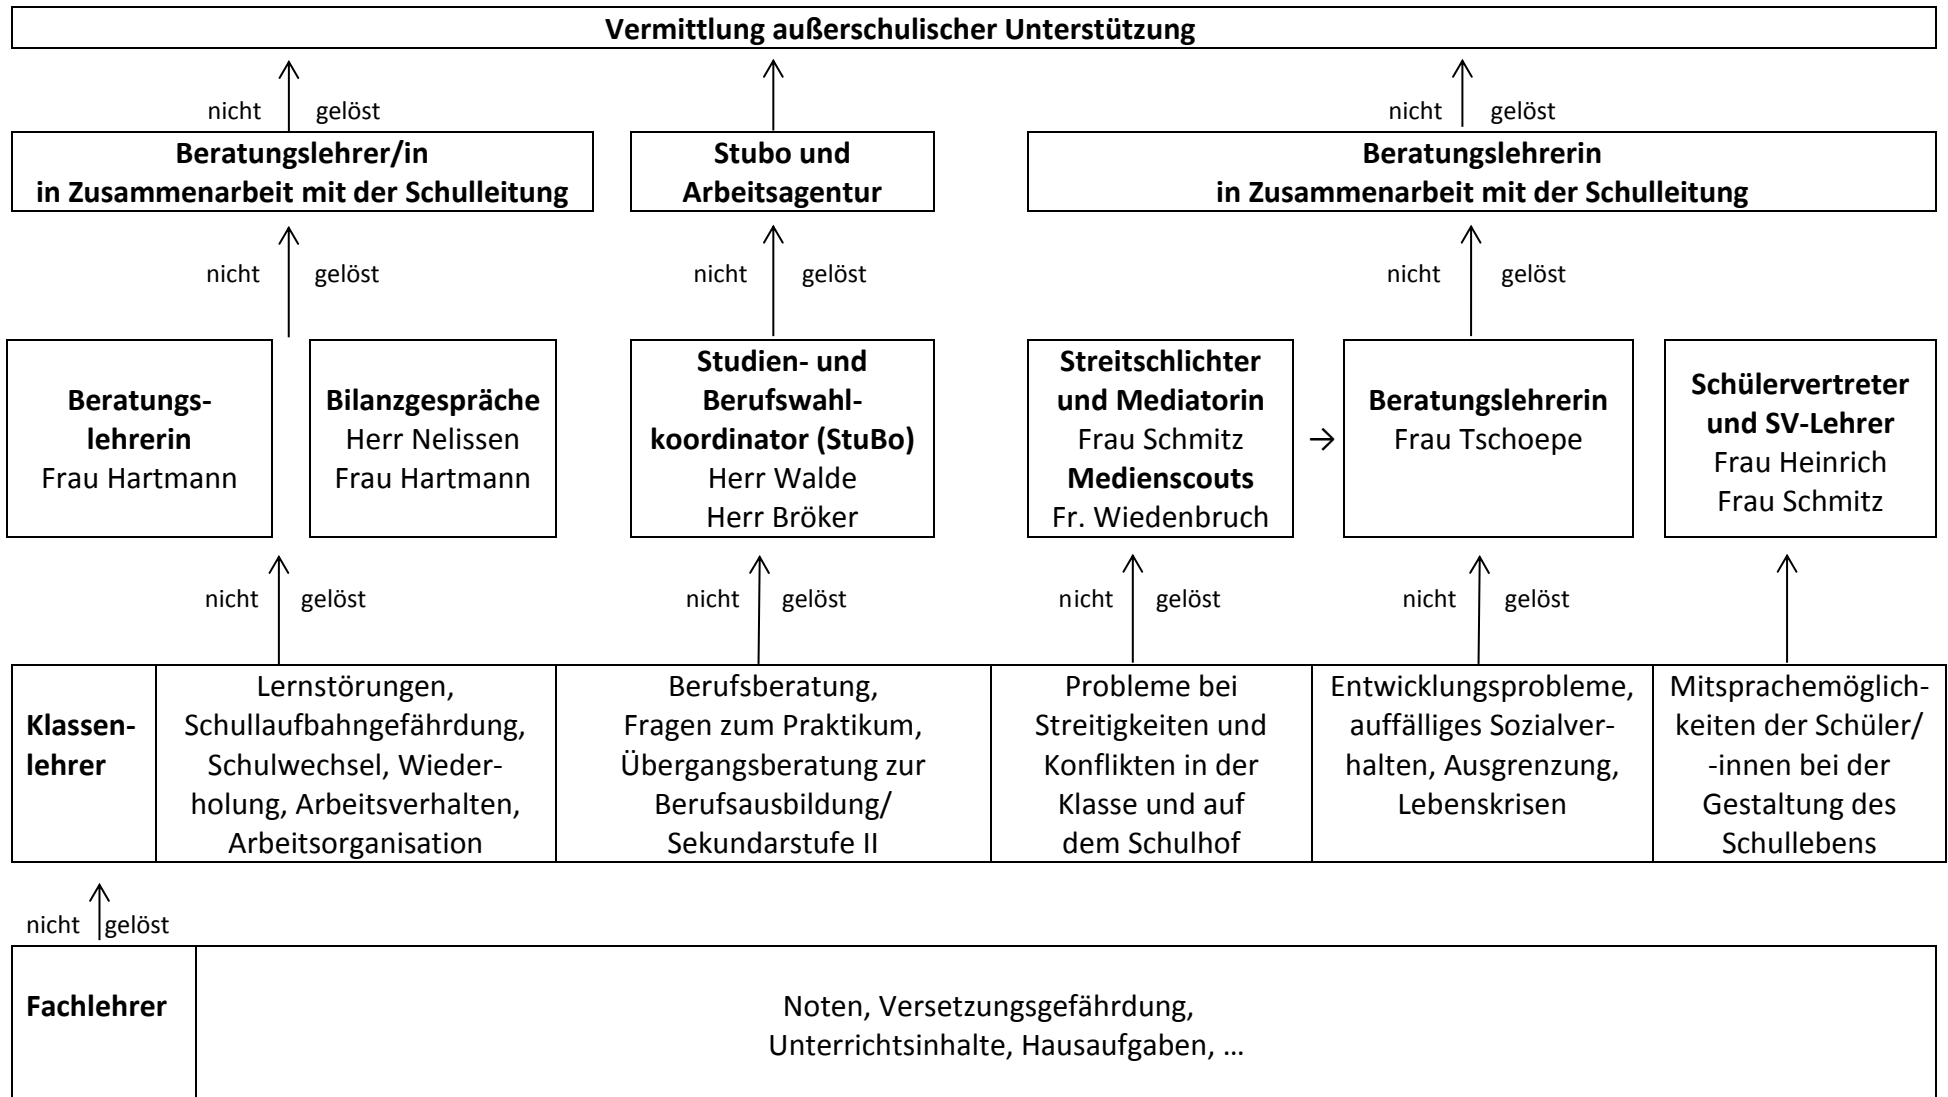 Vermittlung außerschulischer Unterstützung
nicht gelöst
nicht gelöst
Beratungslehrer/in
in Zusammenarbeit mit der Schulleitung
Stubo und
Arbeitsagentur
Beratungslehrerin
in Zusammenarbeit mit der Schulleitung
nicht gelöst
nicht gelöst
nicht gelöst
Beratungs-
lehrerin
Frau Hartmann
Bilanzgespräche
Herr Nelissen
Frau Hartmann
Studien- und
Berufswahl-
koordinator (StuBo)
Herr Walde
Herr Bröker
Streitschlichter
und Mediatorin
Frau Schmitz
Medienscouts
Fr. Wiedenbruch
Beratungslehrerin
Frau Tschoepe
Schülervertreter
und SV-Lehrer
Frau Heinrich
Frau Schmitz
nicht gelöst
nicht gelöst
nicht gelöst
nicht gelöst
Klassen-
lehrer
Lernstörungen,
Schullaufbahngefährdung,
Schulwechsel, Wieder-
holung, Arbeitsverhalten,
Arbeitsorganisation
Berufsberatung,
Fragen zum Praktikum,
Übergangsberatung zur
Berufsausbildung/
Sekundarstufe II
Probleme bei
Streitigkeiten und
Konflikten in der
Klasse und auf
dem Schulhof
Entwicklungsprobleme,
auffälliges Sozialver-
halten, Ausgrenzung,
Lebenskrisen
Mitsprachemöglich-
keiten der Schüler/
-innen bei der
Gestaltung des
Schullebens
nicht gelöst
Fachlehrer
Noten, Versetzungsgefährdung,
Unterrichtsinhalte, Hausaufgaben, …